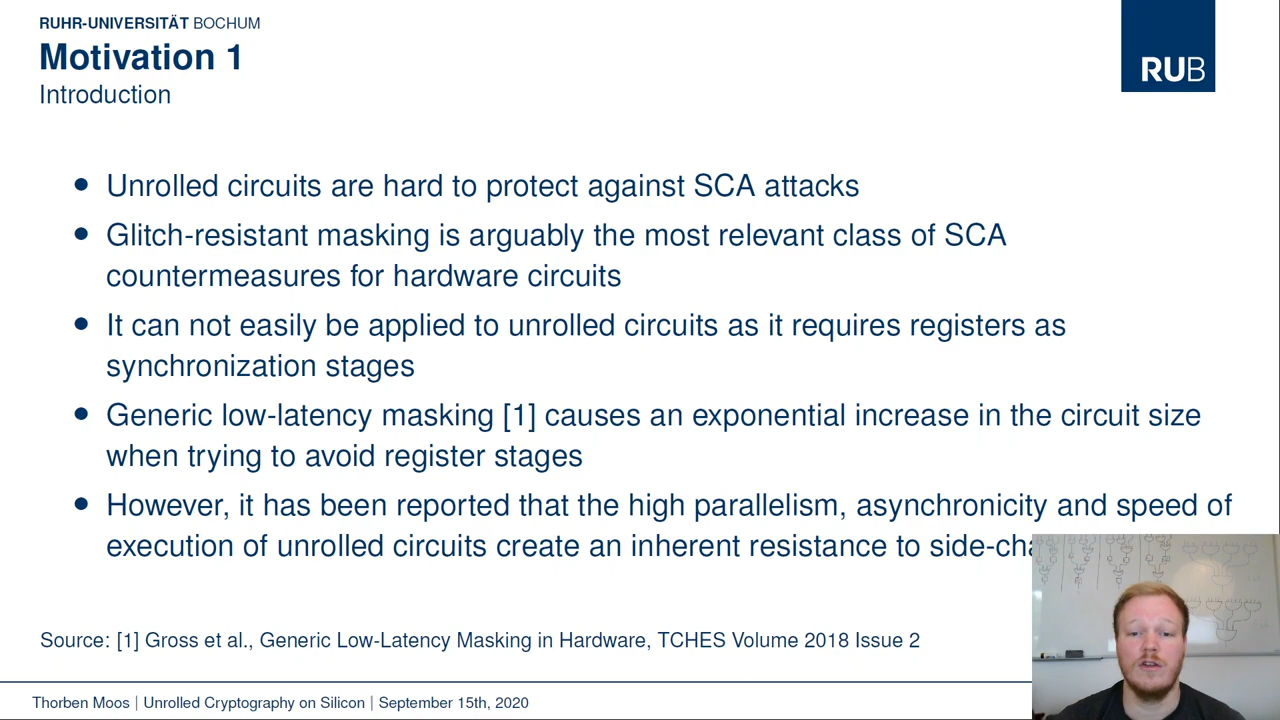 RUHR-UNIVERSITÄT BOCHUM
Motivation 1
Introduction
RUB
• Unrolled circuits are hard to protect against SCA attacks
• Glitch-resistant masking is arguably the most relevant class of SCA
countermeasures for hardware circuits
• It can not easily be applied to unrolled circuits as it requires registers as
synchronization stages
• Generic low-latency masking [1] causes an exponential increase in the circuit size
when trying to avoid register stages
• However, it has been reported that the high parallelism, asynchronicity and speed of
execution of unrolled circuits create an inherent resistance to
Source: [1] Gross et al., Generic Low-Latency Masking in Hardware, TCHES Volume 2018 Issue 2
Thorben Moos | Unrolled Cryptography on Silicon | September 15th, 2020